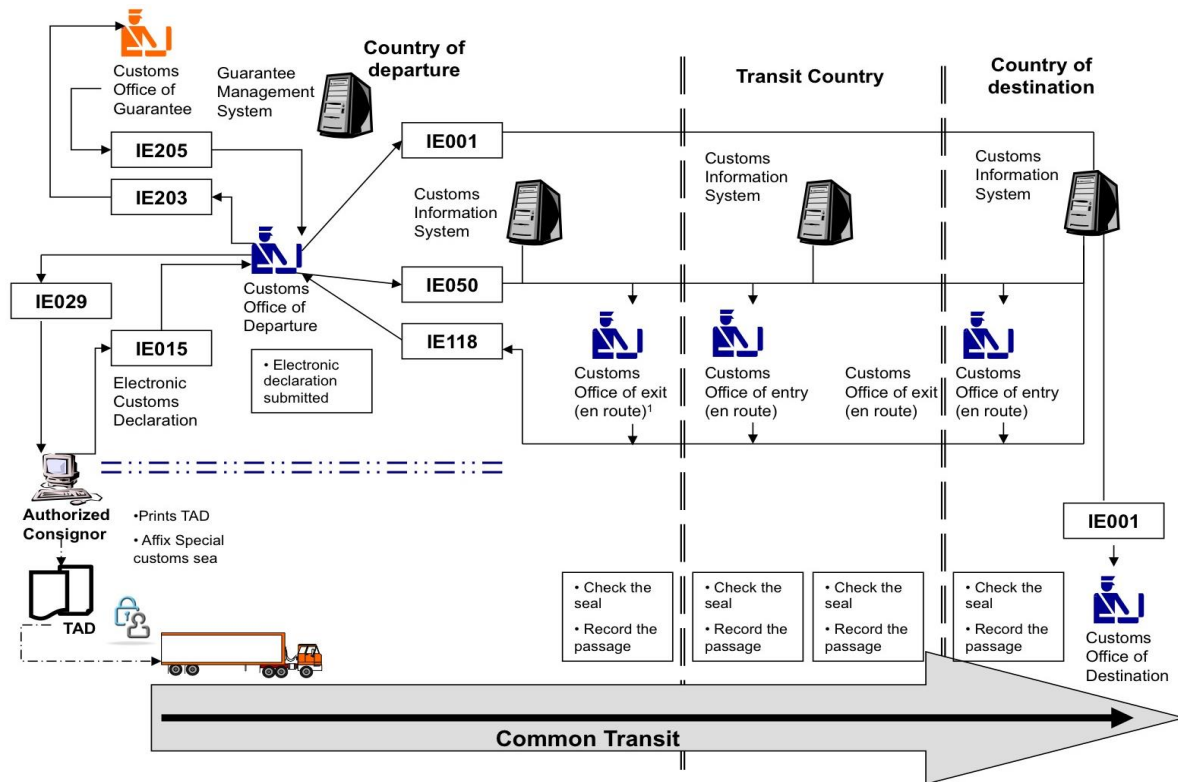 Country of
departure
Transit Country
Country of
destination
Customs
Office of
Guarantee
Guarantee
Management
System
IE205
IE203
IE001
Customs
Information
System
Customs
Information
System
Customs
Information
System
IE029
IE015
Electronic
Customs
Declaration
Customs
Office of
Departure
• Electronic
declaration
submitted
IE050
IE118
Customs
Office of exit
(en route)¹
Customs
Office of entry
(en route)
Customs
Office of exit
(en route)
Customs
Office of entry
(en route)
Authorized
Consignor
•Prints TAD
• Affix Special
customs sea
TAD
• Check the
seal
• Record the
passage
• Check the
seal
• Record the
passage
• Check the
seal
• Record the
passage
• Check the
seal
• Record the
passage
IE001
Customs
Office of
Destination
Common Transit